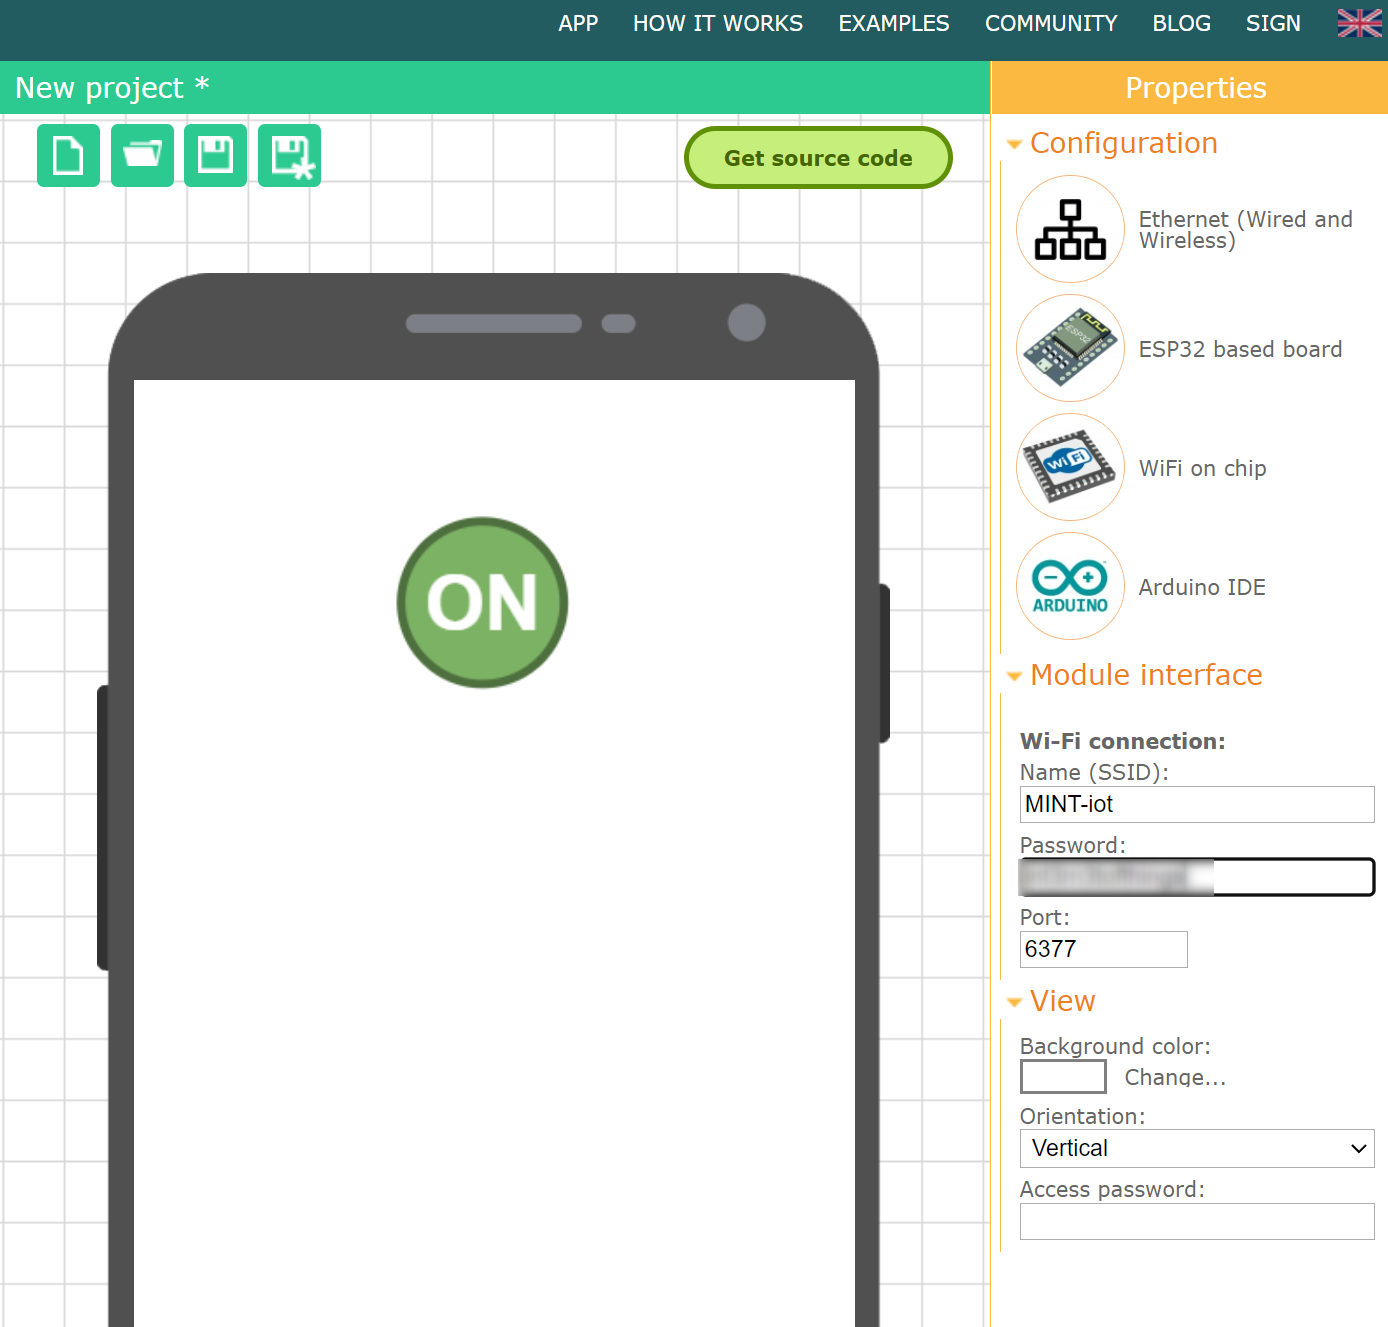 APP HOW IT WORKS EXAMPLES COMMUNITY BLOG SIGN
New project *
Properties
Get source code
ON
Configuration
Ethernet (Wired and
Wireless)
ESP32
ESP32 based board
WiFi
WiFi on chip
ARDUINO
Arduino IDE
Module interface
Wi-Fi connection:
Name (SSID):
MINT-iot
Password:
Port:
6377
View
Background color:
Change...
Orientation:
Vertical
Access password: